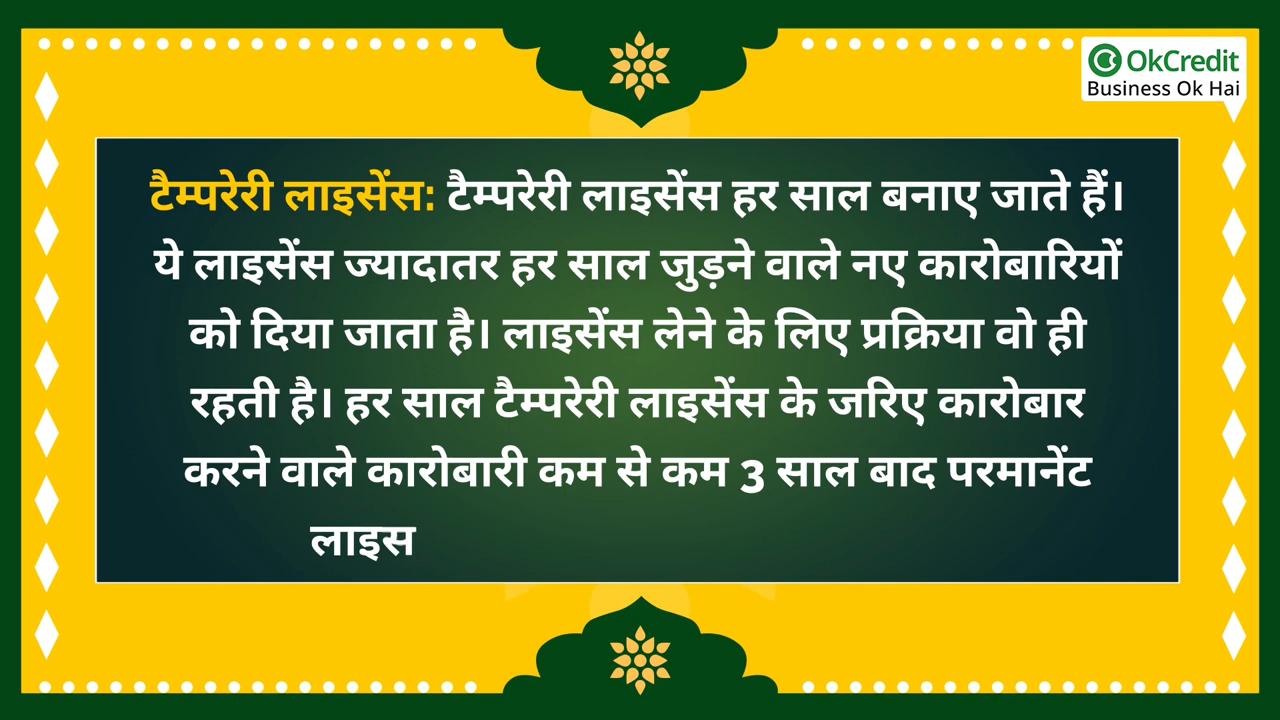 OkCredit
Business Ok Hai
टैम्परेरी लाइसेंस: टैम्परेरी लाइसेंस हर साल बनाए जाते हैं।
ये लाइसेंस ज्यादातर हर साल जुड़ने वाले नए कारोबारियों
को दिया जाता है। लाइसेंस लेने के लिए प्रक्रिया वो ही
रहती है। हर साल टैम्परेरी लाइसेंस के जरिए कारोबार
करने वाले कारोबारी कम से कम 3 साल बाद परमानेंट
लाइस